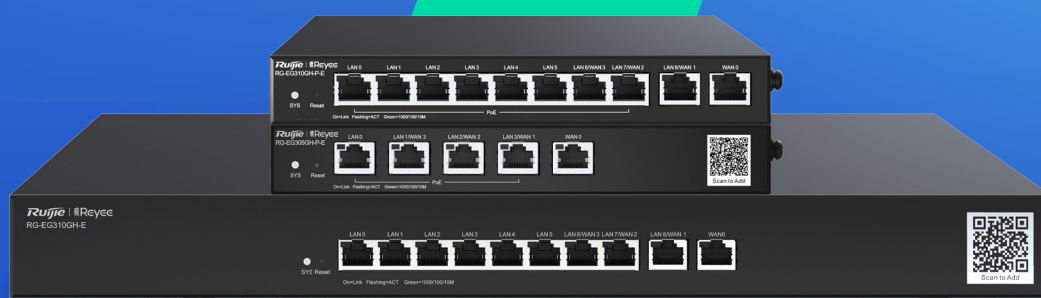 Ruijie | Reyee
RG-EG310GH-P-E
LAN 0 LAN 1 LAN 2 LAN 3 LAN 4 LAN 5 LAN 6/WAN 3 LAN 7/WAN 2 LAN 8/WAN 1 WAN 0
SYS Reset
PoE
On=Link Flashing=ACT Green=1000/100/10M
Ruijie | Reyee
RG-EG305GH-P-E
LAN 0 LAN 1/WAN 3 LAN2/WAN 2 LAN3/WAN 1 WAN 0
SYS Reset
PoE
On=Link Flashing=ACT Green=1000/100/10M
Scan to Add
Ruijie | Reyee
RG-EG310GH-E
LAN 0 LAN 1 LAN 2 LAN 3 LAN 4 LAN 5 LAN 6/WAN 3 LAN 7/WAN 2 LAN 8/WAN 1 WAN0
SYS Reset
On=Link Flashing=ACT Green=1000/100/10M
Scan to Add